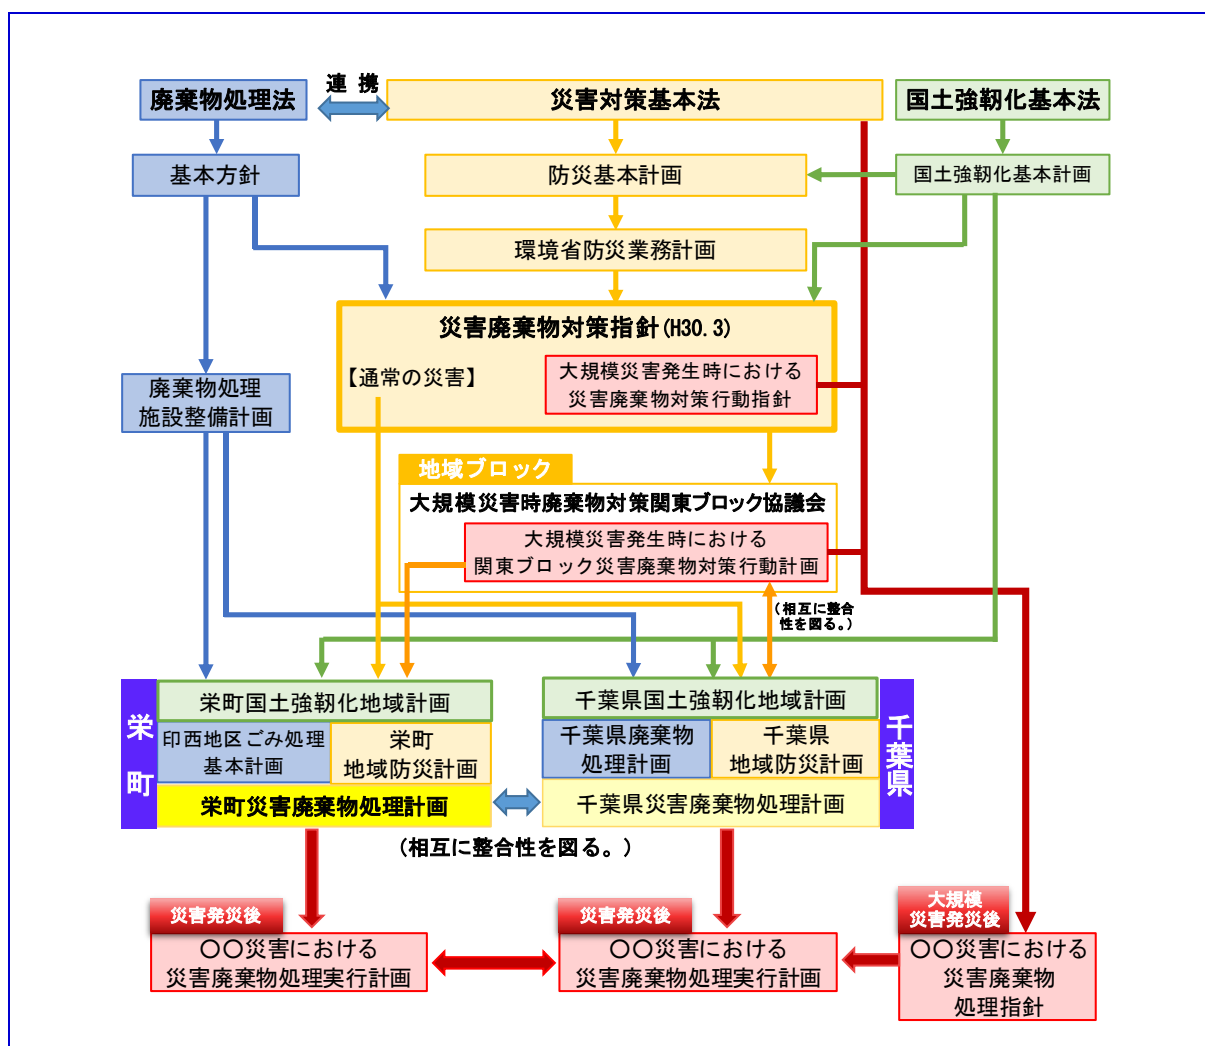 連 携
廃棄物処理法
災害対策基本法
国土強靭化基本法
基本方針
防災基本計画
国土強靭化基本計画
環境省防災業務計画
災害廃棄物対策指針(H30.3)
【通常の災害】
大規模災害発生時における
災害廃棄物対策行動指針
廃棄物処理
施設整備計画
地域ブロック
大規模災害時廃棄物対策関東ブロック協議会
大規模災害発生時における
関東ブロック災害廃棄物対策行動計画
(相互に整合
性を図る。)
栄町
栄町国土強靭化地域計画
印西地区ごみ処理
基本計画
栄町
地域防災計画
栄町災害廃棄物処理計画
千葉県国土強靭化地域計画
千葉県廃棄物
処理計画
千葉県
地域防災計画
千葉県災害廃棄物処理計画
千葉県
(相互に整合性を図る。)
災害発災後
〇〇災害における
災害廃棄物処理実行計画
災害発災後
〇〇災害における
災害廃棄物処理実行計画
大規模
災害発災後
〇〇災害における
災害廃棄物
処理指針